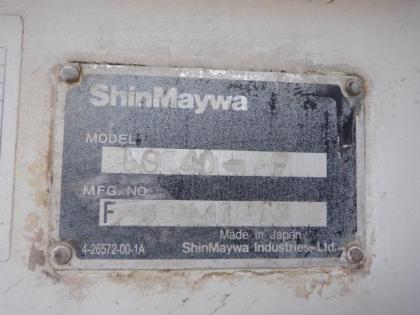 ShinMaywa
MODEL
MFG. NO
F
Made in Japan
4-26572-00-1A ShinMaywa Industries-Ltd.